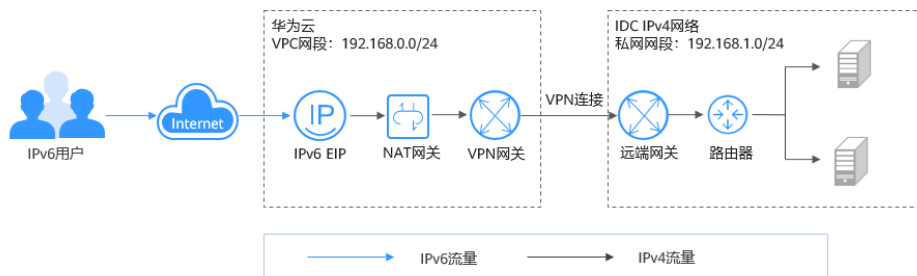 华为云
VPC网段：192.168.0.0/24
IDC IPv4网络
私网网段：192.168.1.0/24
Internet
IP
VPN连接
IPv6用户
IPv6 EIP
NAT网关
VPN网关
远端网关
路由器
IPv6流量
IPv4流量